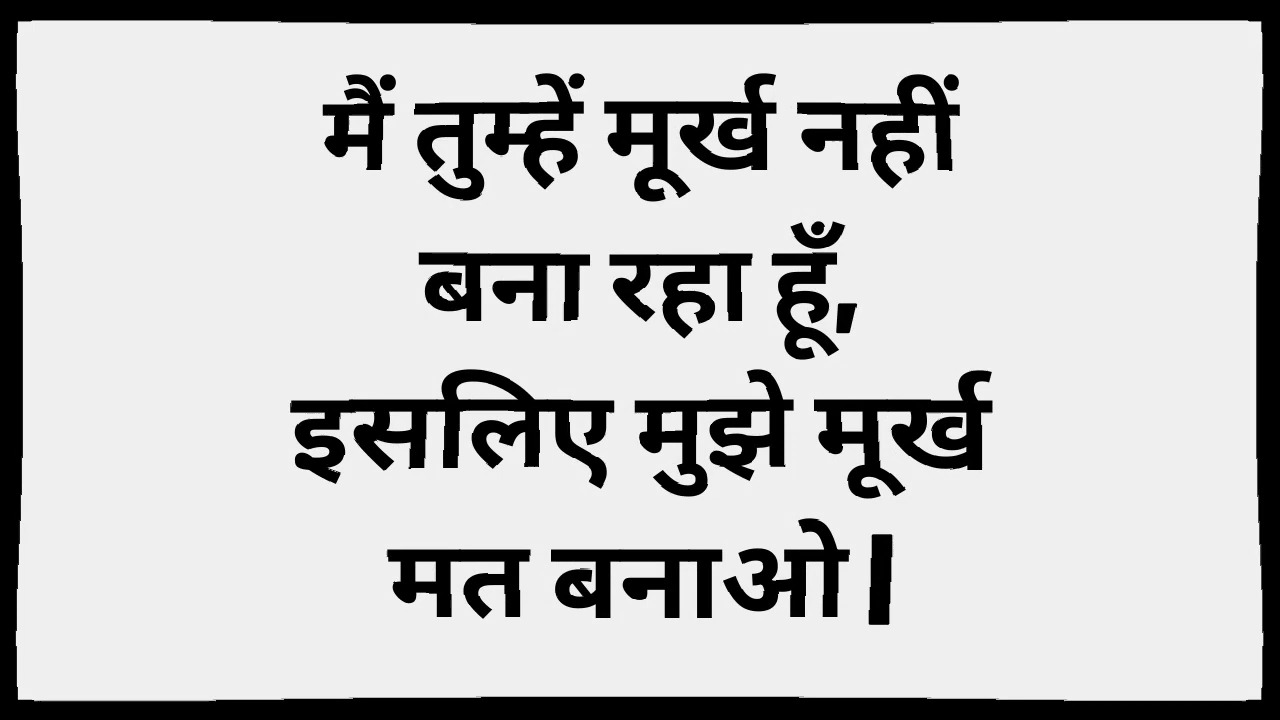 मैं तुम्हें मूर्ख नहीं
बना रहा हूँ,
इसलिए मुझे मूर्ख
मत बनाओ।